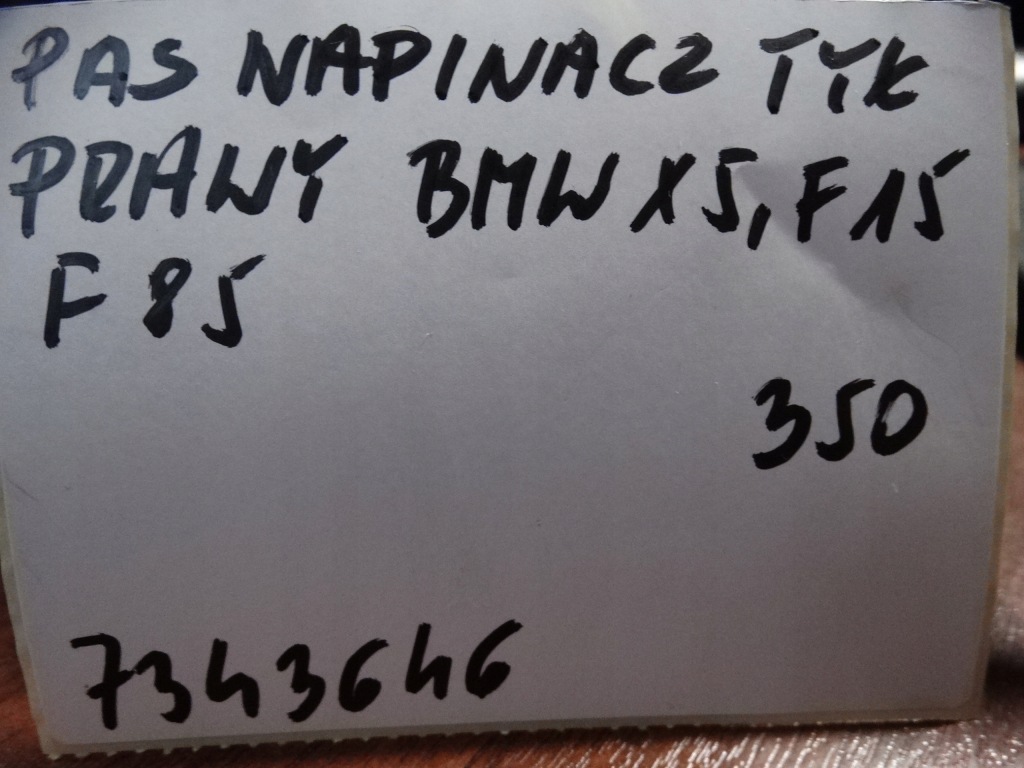 PAS NAPINACZ TYŁ
PRAWY BMW X5, F15
F85
350
7343646